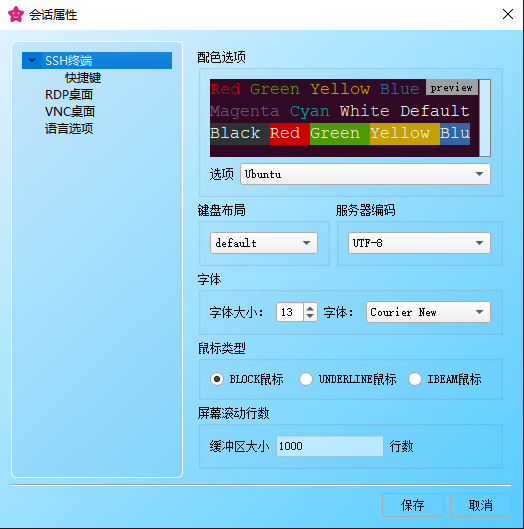 会话属性
SSH终端
快捷键
RDP桌面
VNC桌面
语言选项
配色选项
Red Green Yellow Blue preview
Magenta Cyan White Default
Black Red Green Yellow Blu
选项 Ubuntu
键盘布局 服务器编码
default UTF-8
字体
字体大小: 13 字体: Courier New
鼠标类型
BLOCK鼠标 UNDERLINE鼠标 IBEAM鼠标
屏幕滚动行数
缓冲区大小 1000 行数
保存 取消